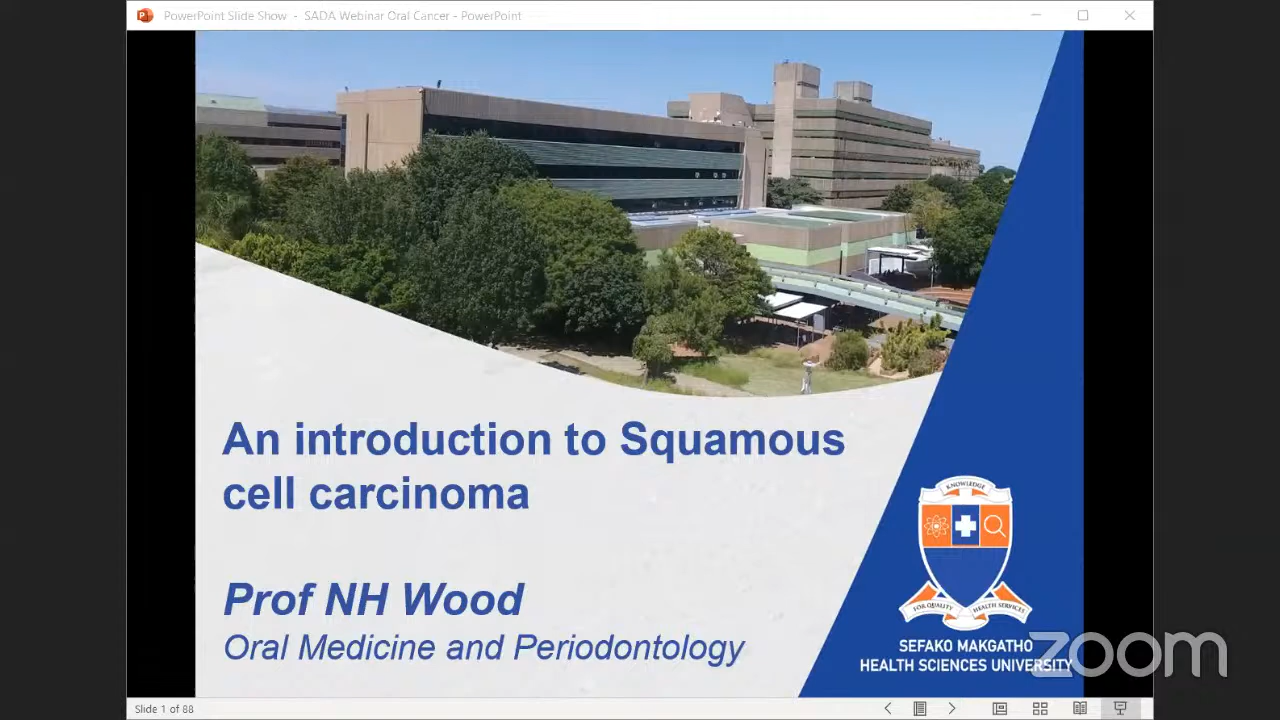 PowerPoint Slide Show - SADA Webinar Oral Cancer - PowerPoint
An introduction to Squamous
cell carcinoma
Prof NH Wood
Oral Medicine and Periodontology
KNOWLEDGE
FOR QUALITY
HEALTH SERVICES
SEFAKO MAKGATHO
HEALTH SCIENCES UNIVERSITY
zoom
Slide 1 of 88